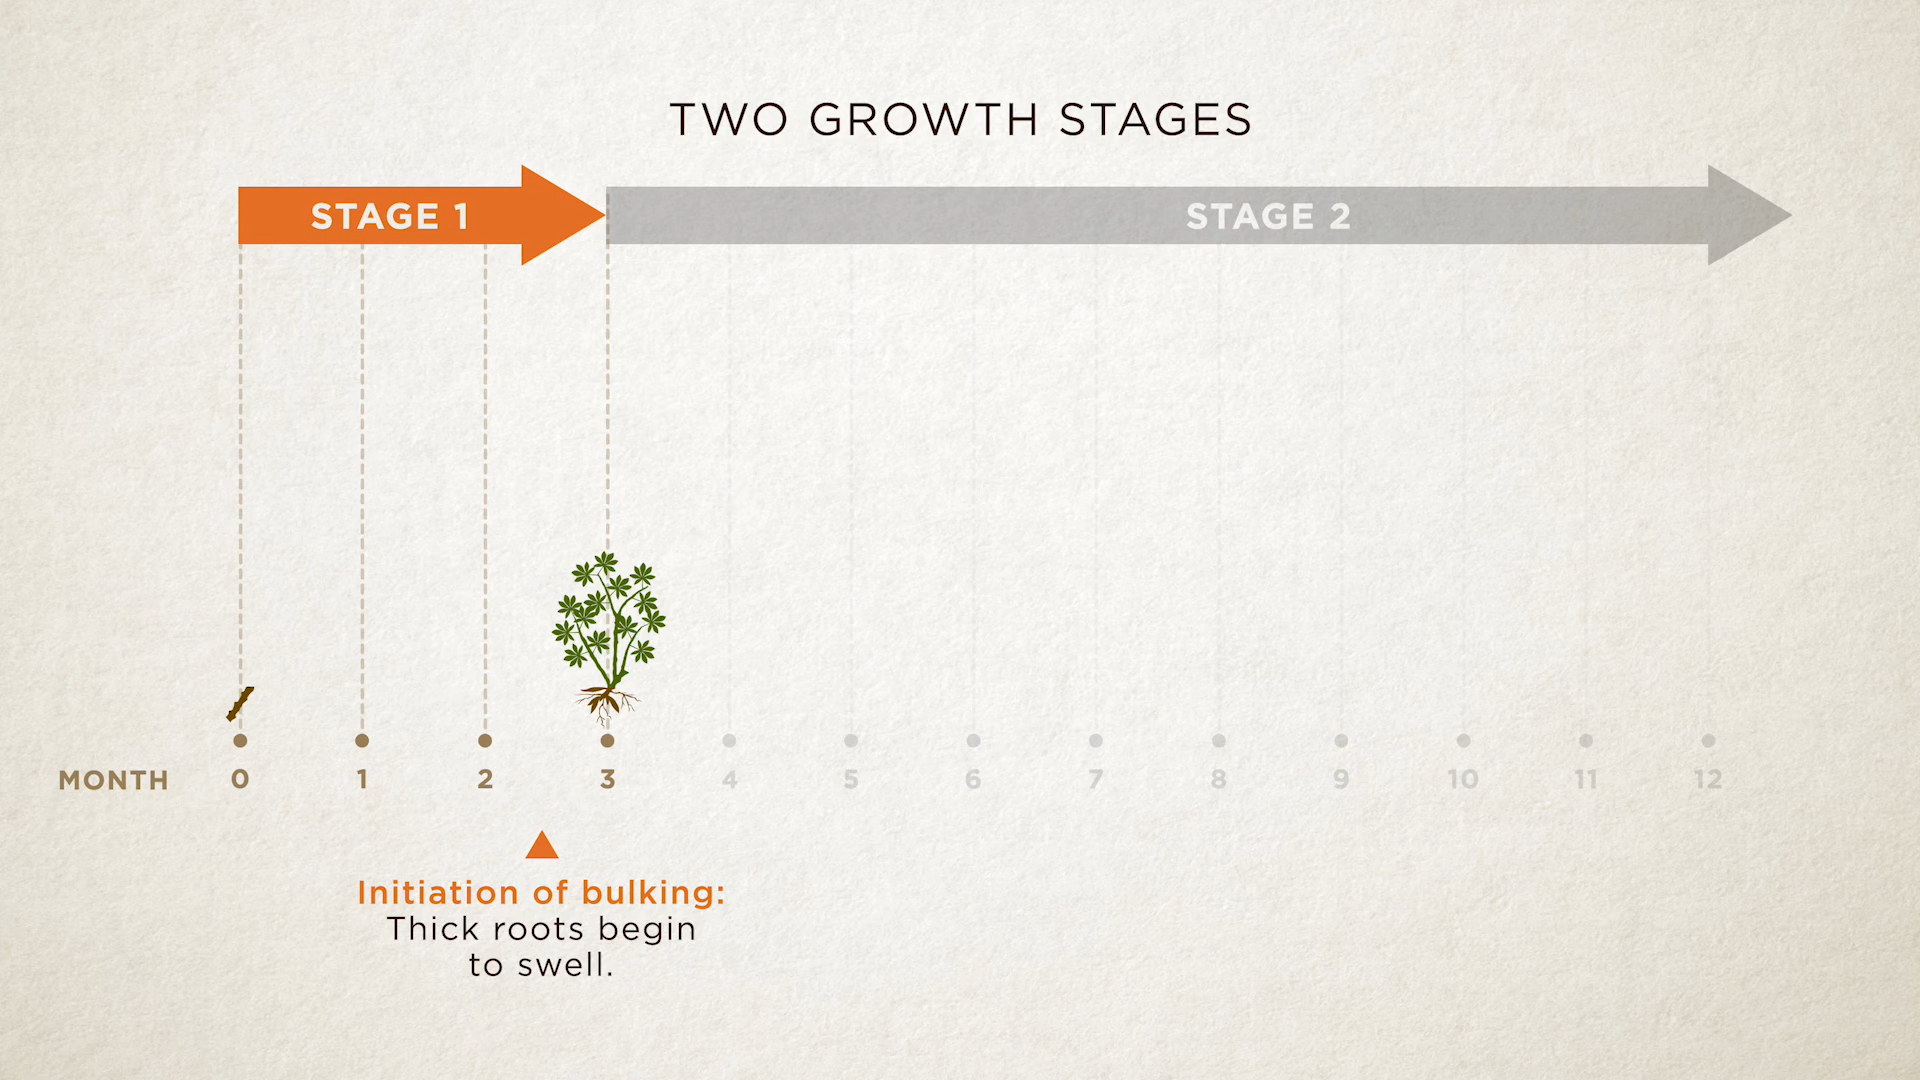 TWO GROWTH STAGES
STAGE 1
STAGE 2
MONTH 0 1 2 3 4 5 6 7 8 9 10 11 12
Initiation of bulking:
Thick roots begin
to swell.